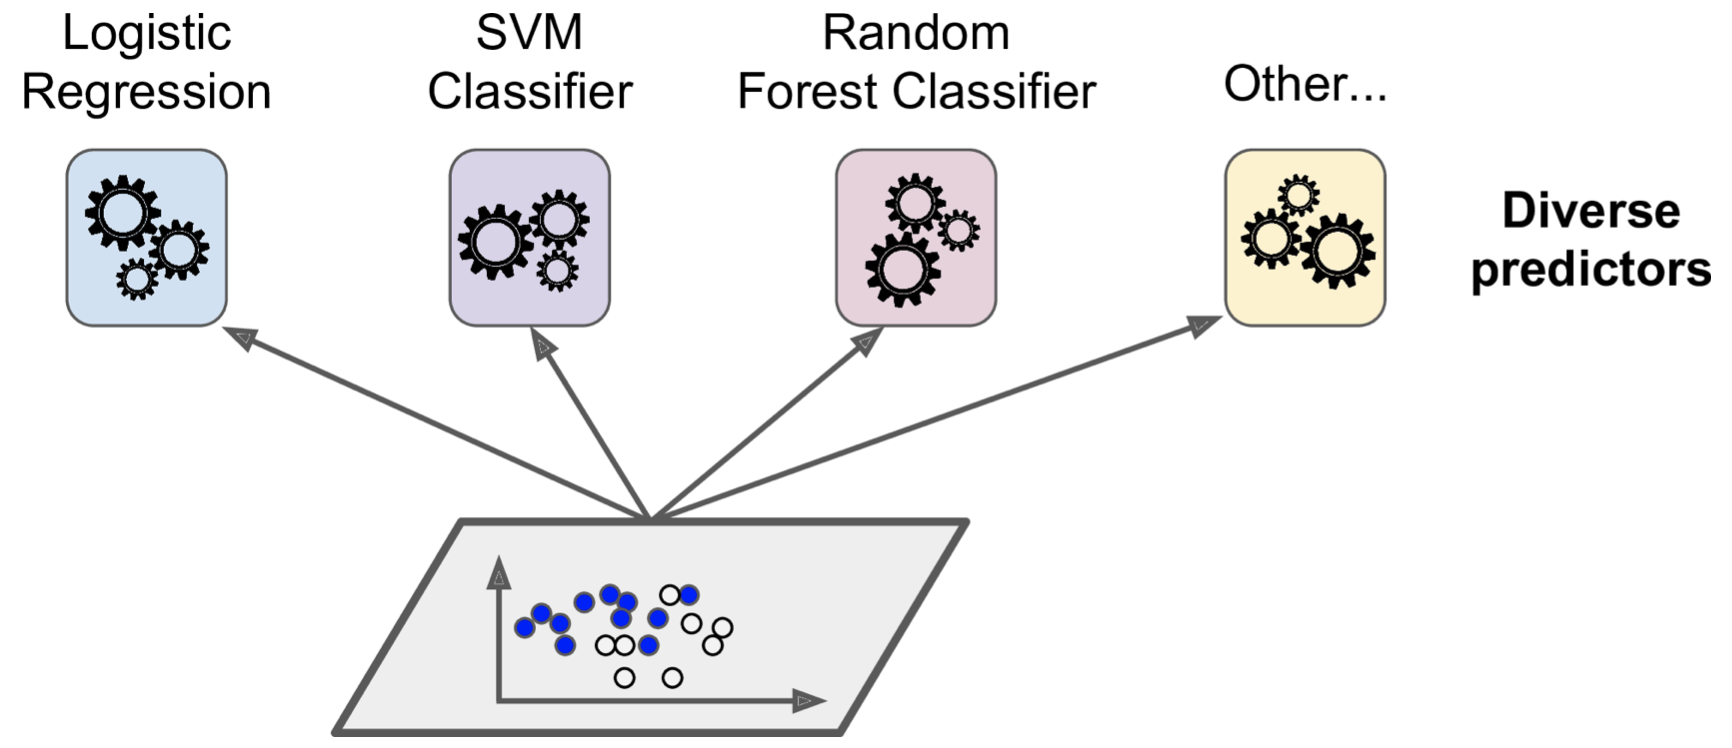 Logistic
Regression
SVM
Classifier
Random
Forest Classifier
Other...
Diverse
predictors